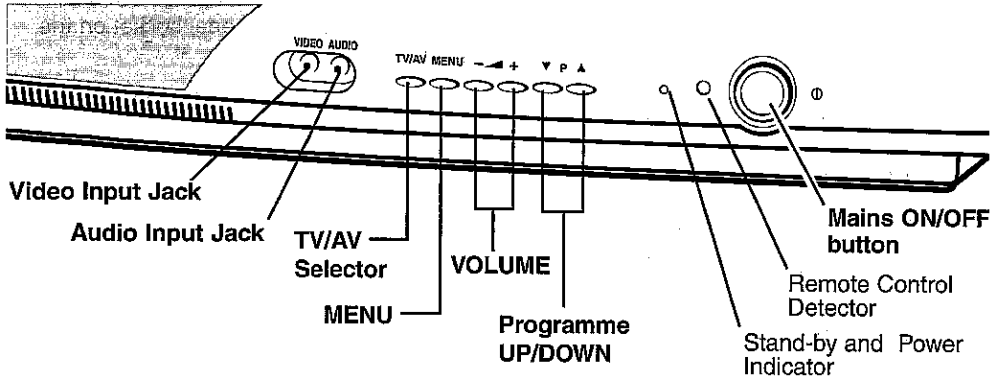 VIDEO AUDIO
TV/AV MENU − + ▼ P ▲
Video Input Jack
Audio Input Jack
TV/AV
Selector
MENU
VOLUME
Programme
UP/DOWN
Mains ON/OFF
button
Remote Control
Detector
Stand-by and Power
Indicator